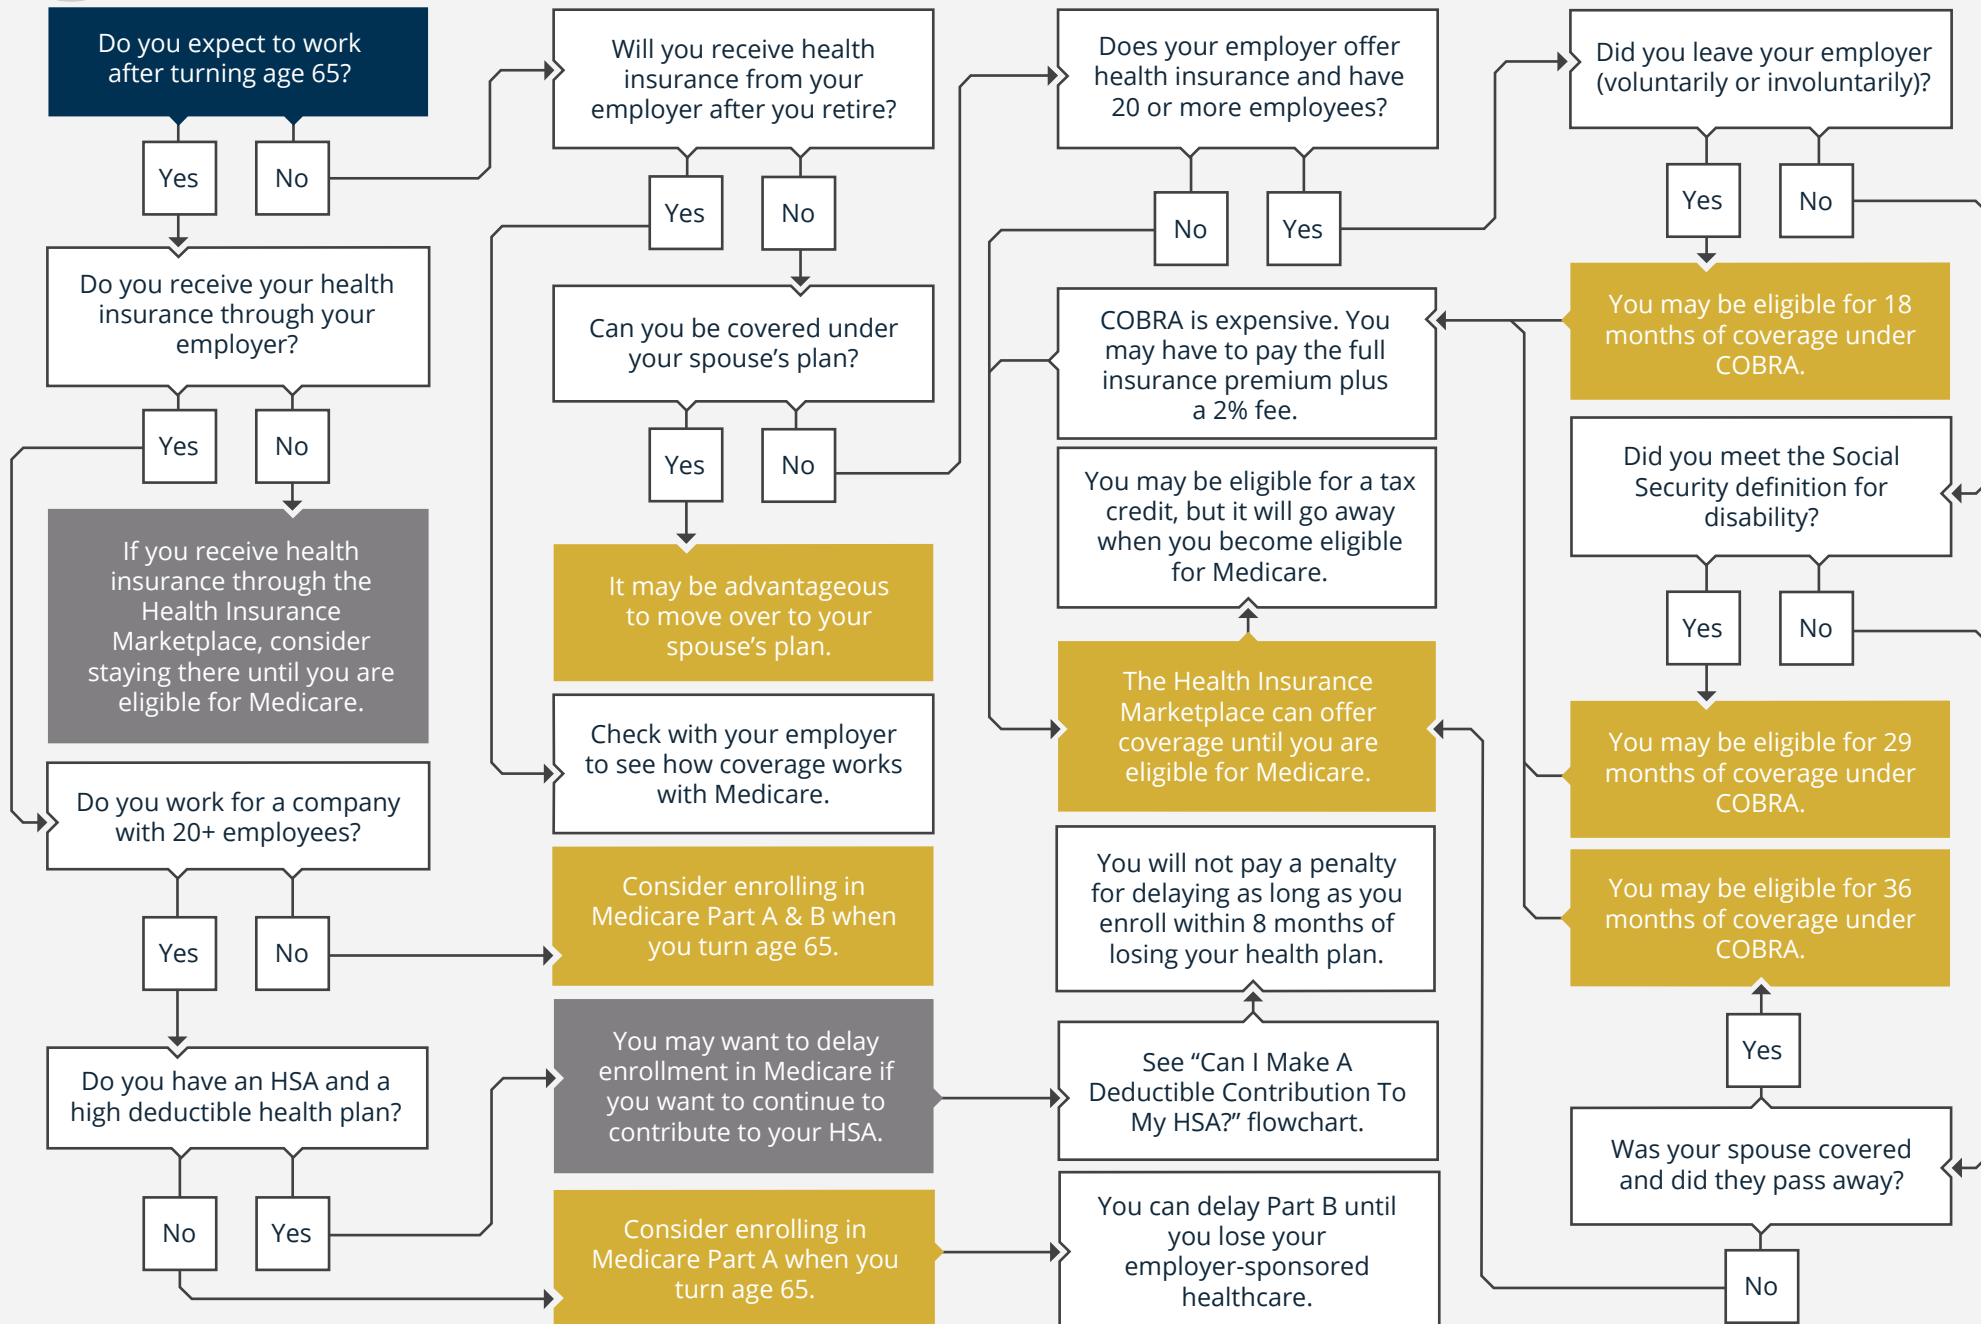 Do you expect to work
after turning age 65?
Yes
No
Do you receive your health
insurance through your
employer?
Yes
No
If you receive health
insurance through the
Health Insurance
Marketplace, consider
staying there until you are
eligible for Medicare.
Do you work for a company
with 20+ employees?
Yes
No
Do you have an HSA and a
high deductible health plan?
No
Yes
Will you receive health
insurance from your
employer after you retire?
Yes
No
Can you be covered under
your spouse’s plan?
Yes
No
It may be advantageous
to move over to your
spouse’s plan.
Check with your employer
to see how coverage works
with Medicare.
Consider enrolling in
Medicare Part A & B when
you turn age 65.
You may want to delay
enrollment in Medicare if
you want to continue to
contribute to your HSA.
Consider enrolling in
Medicare Part A when you
turn age 65.
Does your employer offer
health insurance and have
20 or more employees?
No
Yes
COBRA is expensive. You
may have to pay the full
insurance premium plus
a 2% fee.
You may be eligible for a tax
credit, but it will go away
when you become eligible
for Medicare.
The Health Insurance
Marketplace can offer
coverage until you are
eligible for Medicare.
You will not pay a penalty
for delaying as long as you
enroll within 8 months of
losing your health plan.
See “Can I Make A
Deductible Contribution To
My HSA?” flowchart.
You can delay Part B until
you lose your
employer-sponsored
healthcare.
Did you leave your employer
(voluntarily or involuntarily)?
Yes
No
You may be eligible for 18
months of coverage under
COBRA.
Did you meet the Social
Security definition for
disability?
Yes
No
You may be eligible for 29
months of coverage under
COBRA.
You may be eligible for 36
months of coverage under
COBRA.
Yes
Was your spouse covered
and did they pass away?
No